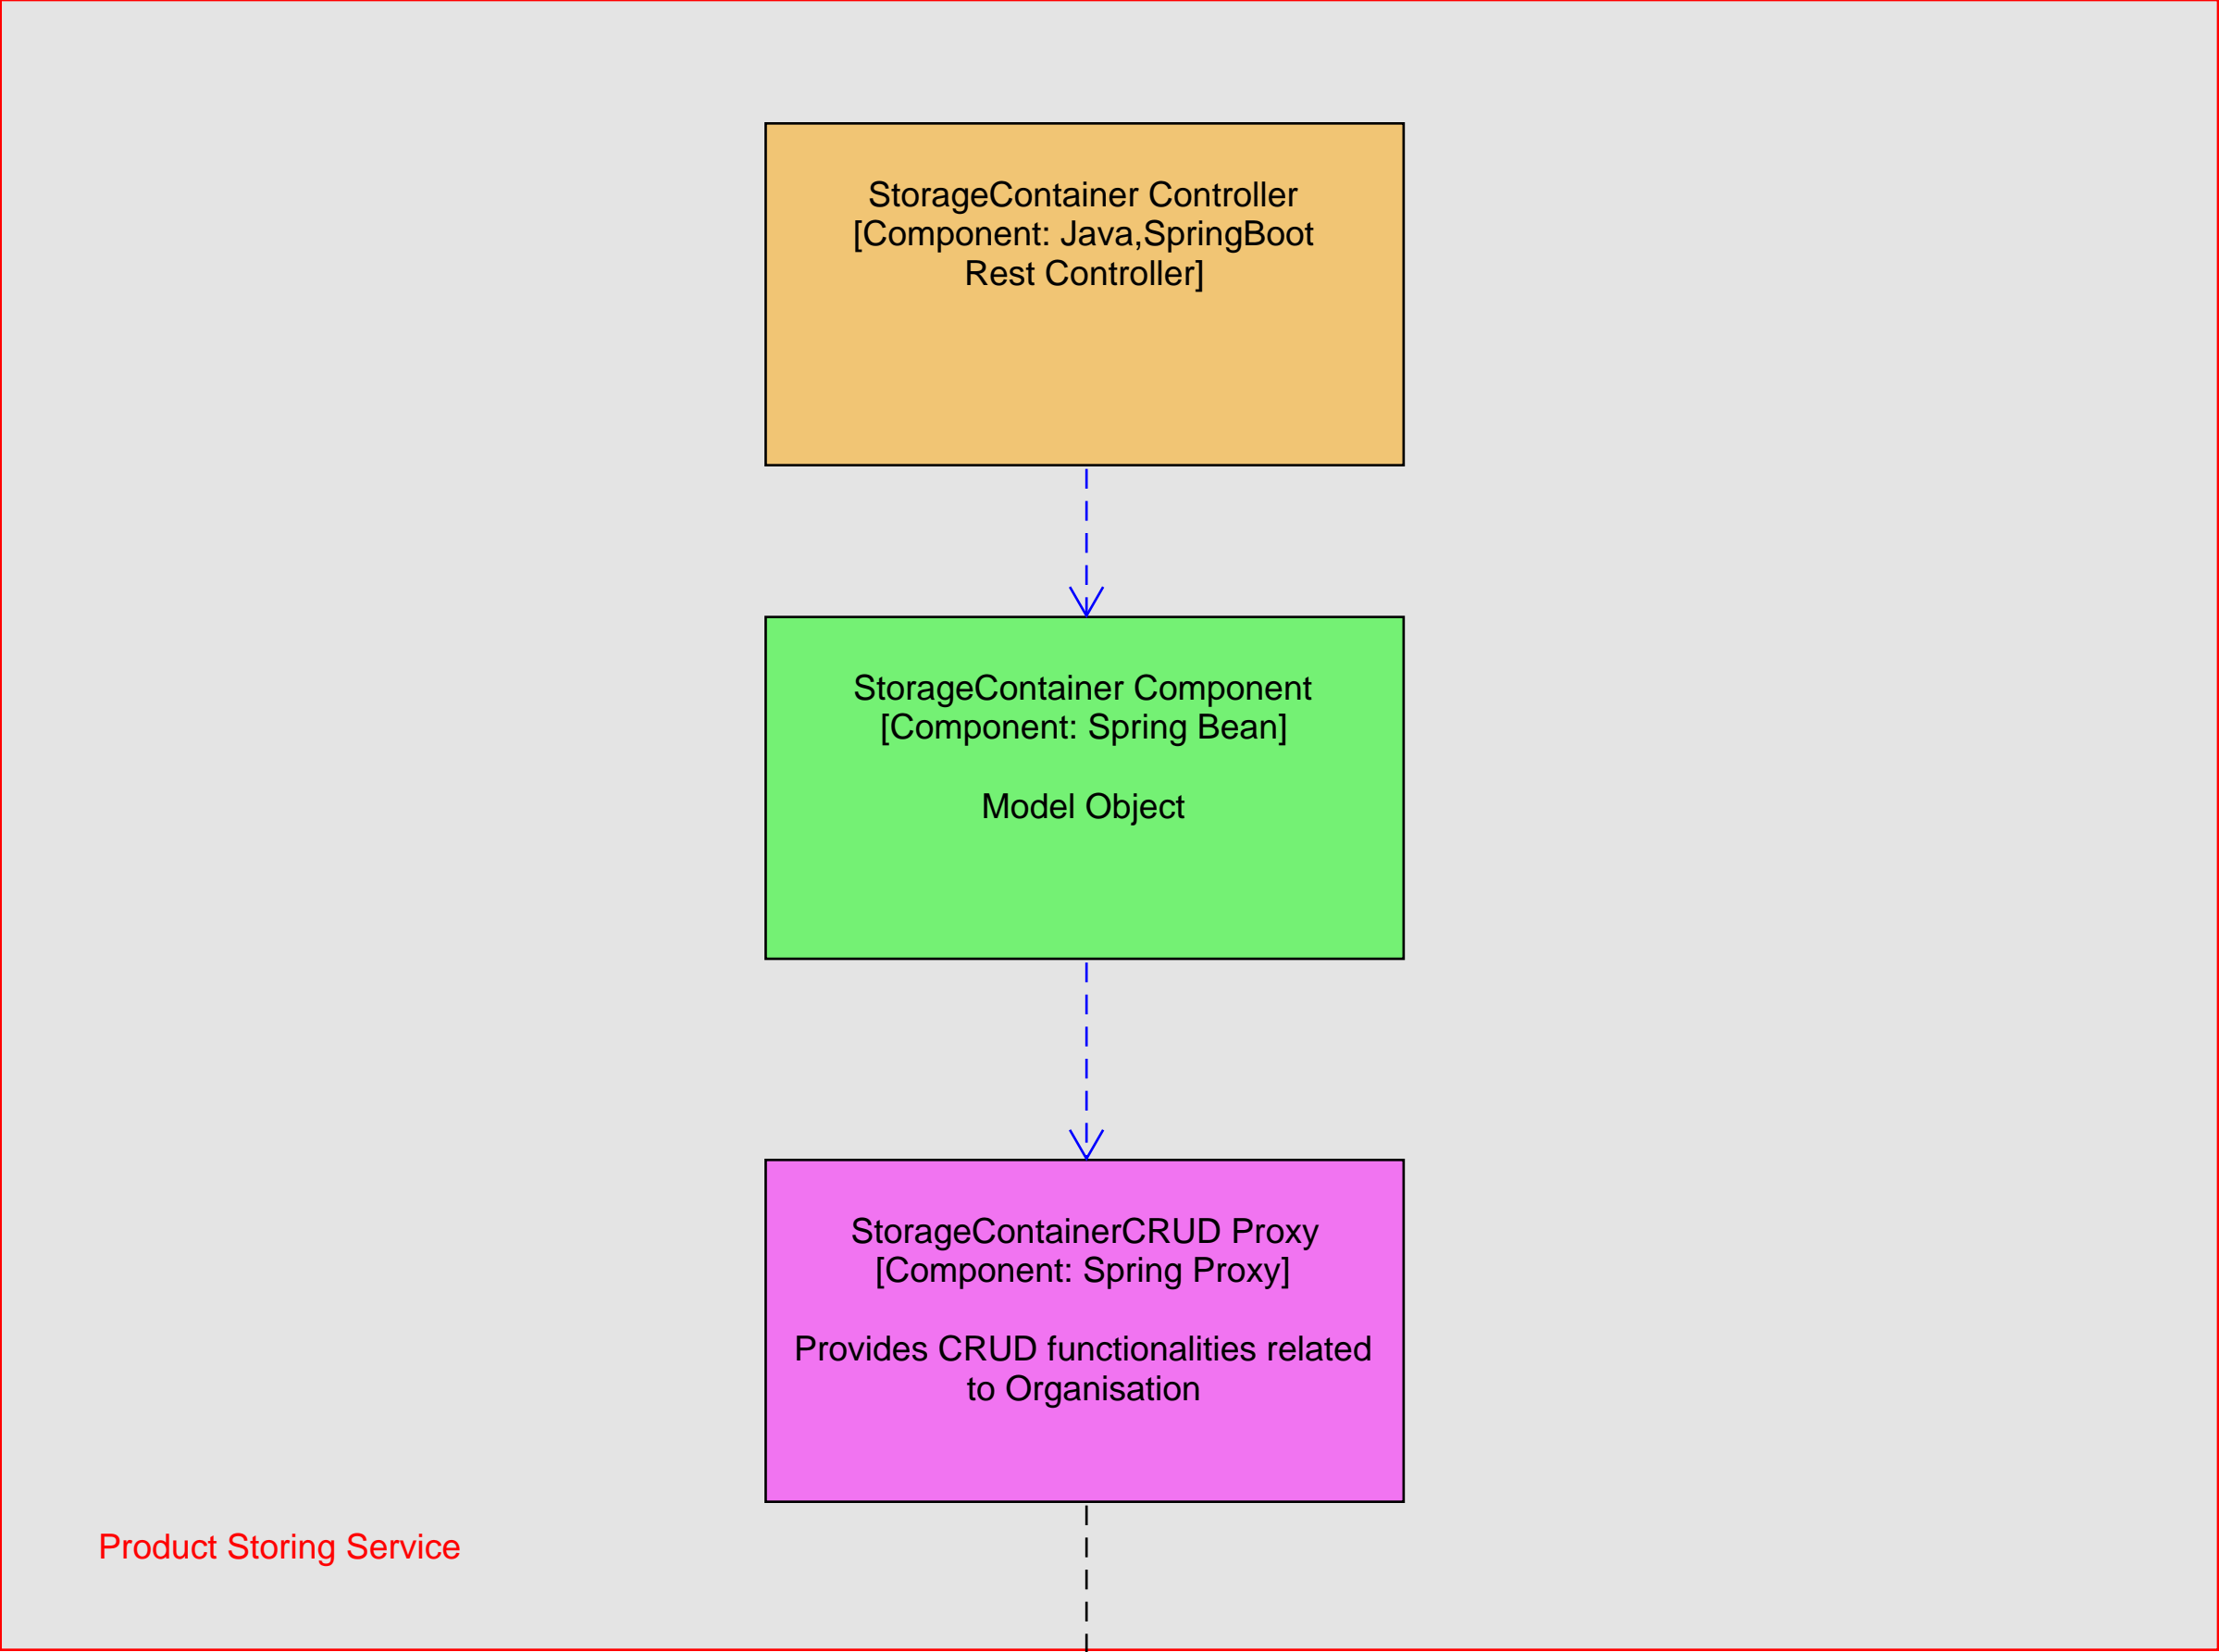 StorageContainer Controller
[Component: Java,SpringBoot
Rest Controller]
StorageContainer Component
[Component: Spring Bean]
Model Object
StorageContainerCRUD Proxy
[Component: Spring Proxy]
Provides CRUD functionalities related
to Organisation
Product Storing Service